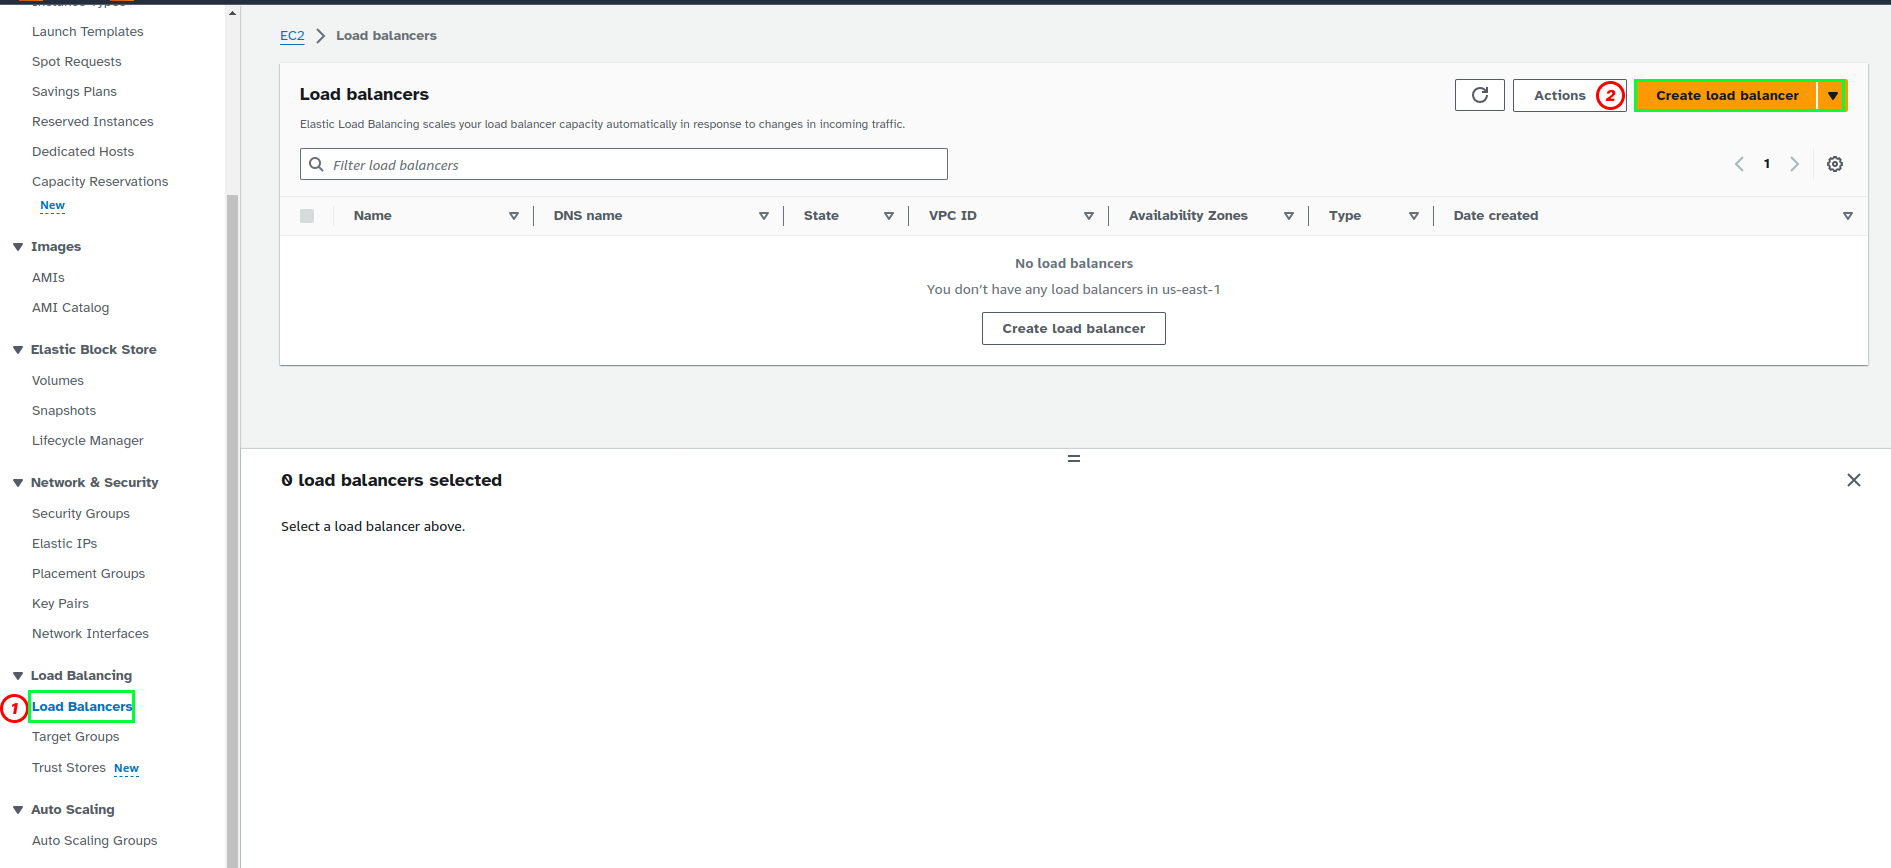 Instance Types
Launch Templates
Spot Requests
Savings Plans
Reserved Instances
Dedicated Hosts
Capacity Reservations
New
Images
AMIs
AMI Catalog
Elastic Block Store
Volumes
Snapshots
Lifecycle Manager
Network & Security
Security Groups
Elastic IPs
Placement Groups
Key Pairs
Network Interfaces
Load Balancing
1 Load Balancers
Target Groups
Trust Stores New
Auto Scaling
Auto Scaling Groups
EC2 Load balancers
Load balancers
Actions 2 Create load balancer
Elastic Load Balancing scales your load balancer capacity automatically in response to changes in incoming traffic.
Filter load balancers
1
Name DNS name State VPC ID Availability Zones Type Date created
No load balancers
You don't have any load balancers in us-east-1
Create load balancer
0 load balancers selected
Select a load balancer above.